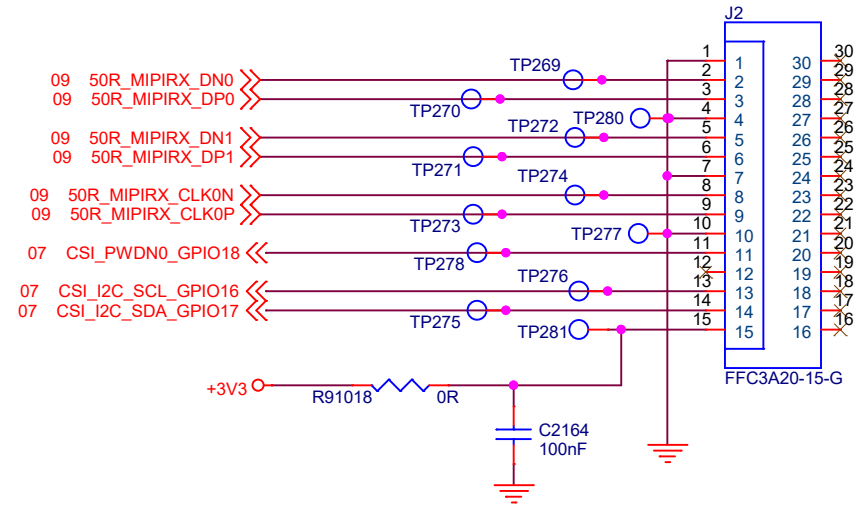 J2
1 1 30 30
09 50R_MIPIRX_DN0 TP269 2 2 29 29
09 50R_MIPIRX_DP0 TP270 3 3 28 28
TP280 4 4 27 27
09 50R_MIPIRX_DN1 TP272 5 5 26 26
09 50R_MIPIRX_DP1 TP271 6 6 25 25
7 7 24 24
09 50R_MIPIRX_CLK0N TP274 8 8 23 23
09 50R_MIPIRX_CLK0P TP273 9 9 22 22
TP277 10 10 21 21
07 CSI_PWDN0_GPIO18 TP278 11 11 20 20
12 12 19 19
07 CSI_I2C_SCL_GPIO16 TP276 13 13 18 18
07 CSI_I2C_SDA_GPIO17 TP275 14 14 17 17
TP281 15 15 16 16
FFC3A20-15-G
+3V3 R91018 0R
C2164
100nF